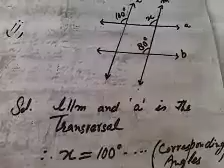 ii,
l
m
100°
x
a
80°
b
Sol. l||m and 'a' is the
Transversal
∴ x = 100° .... (Corresponding
Angles